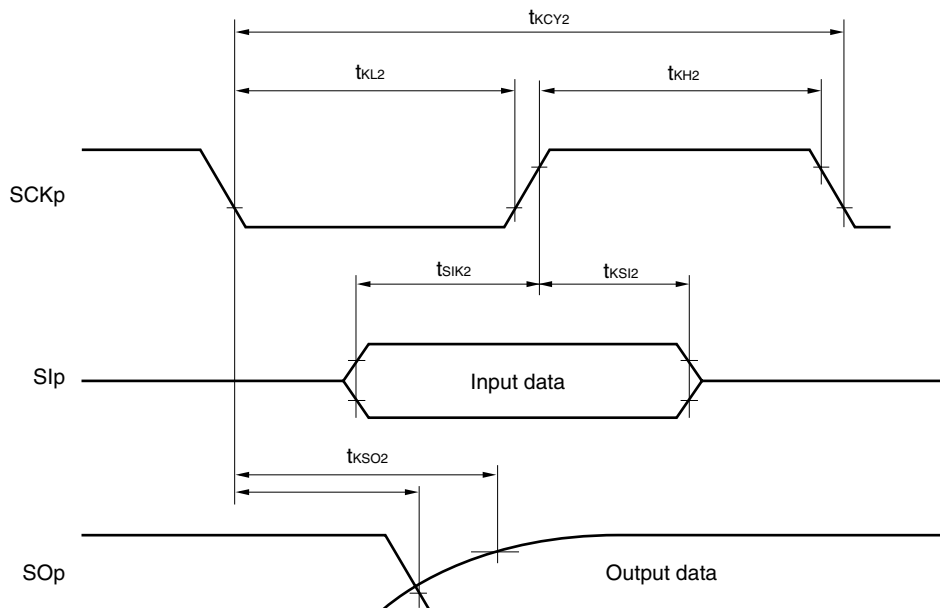 tKCY2
tKL2
tKH2
SCKp
tSIK2
tKSI2
SIp
Input data
tKSO2
SOp
Output data